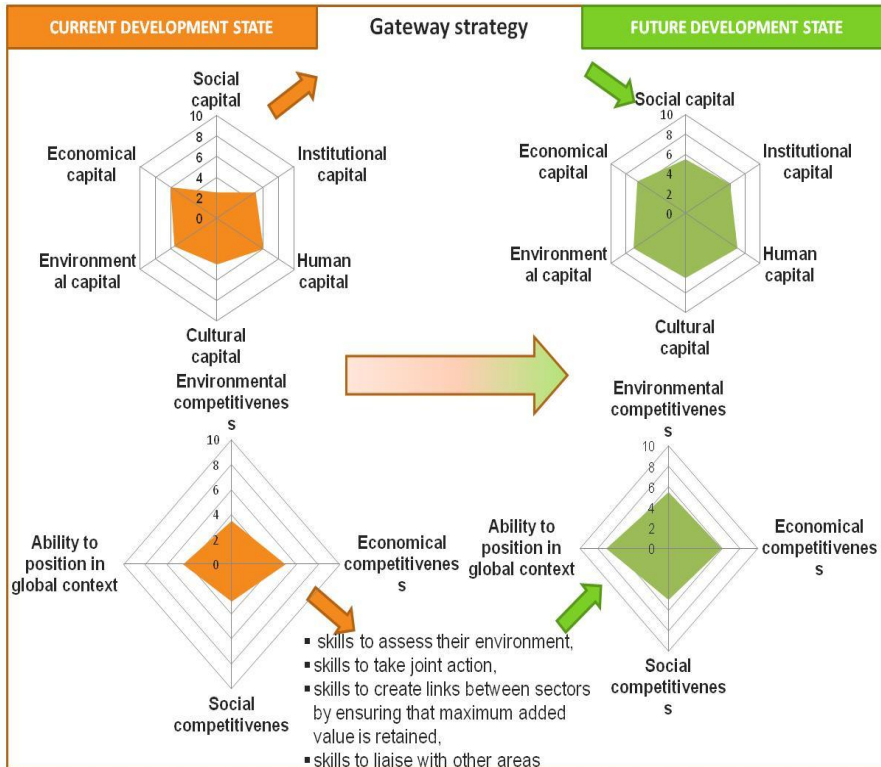 CURRENT DEVELOPMENT STATE
Gateway strategy
FUTURE DEVELOPMENT STATE
Social
capital
10
8
6
4
2
0
Economical
capital
Institutional
capital
Environment
al capital
Human
capital
Cultural
capital
Social capital
10
8
6
4
2
0
Economical
capital
Institutional
capital
Environment
al capital
Human
capital
Cultural
capital
Environmental
competitivenes
s
10
8
6
4
2
0
Ability to
position in
global context
Economical
competitivenes
s
Social
competitivenes
s
Environmental
competitivenes
s
10
8
6
4
2
0
Ability to
position in
global context
Economical
competitivenes
s
Social
competitivenes
s
▪ skills to assess their environment,
▪ skills to take joint action,
▪ skills to create links between sectors
by ensuring that maximum added
value is retained,
▪ skills to liaise with other areas